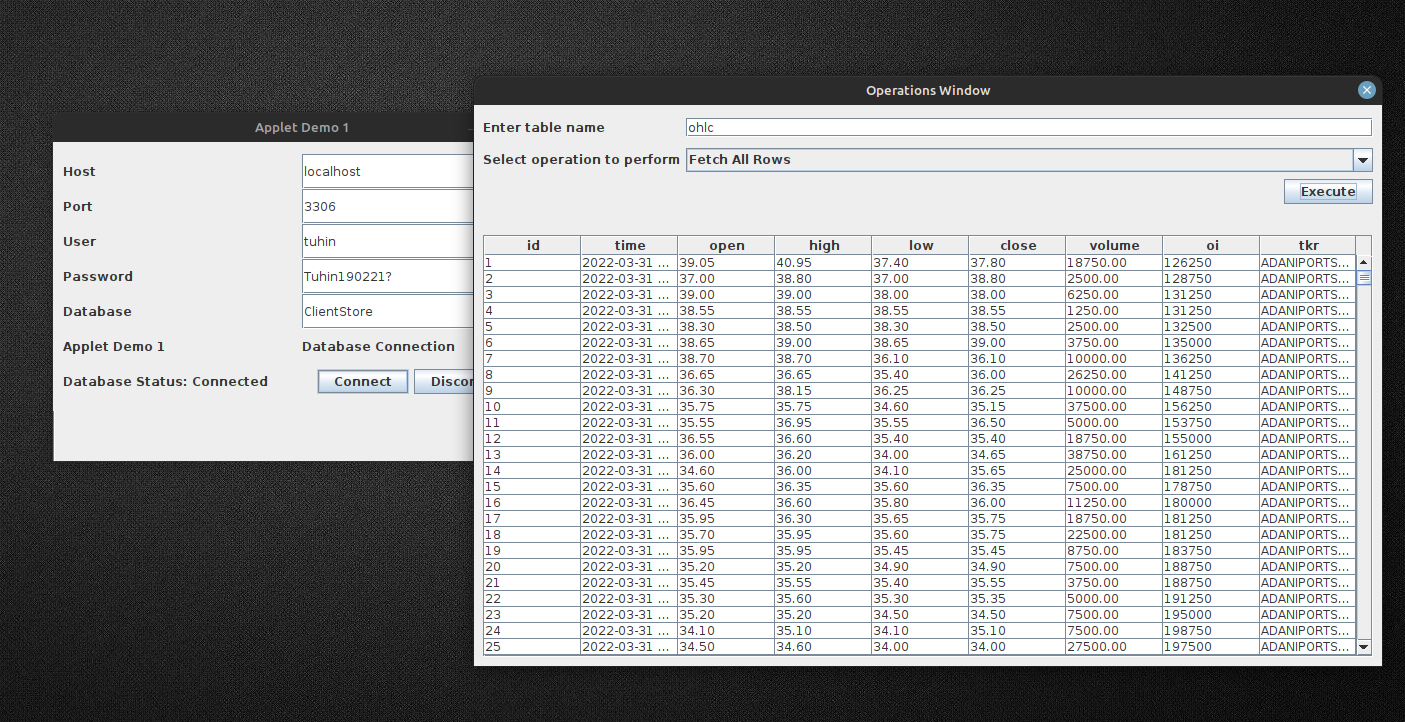 Applet Demo 1
Host localhost
Port 3306
User tuhin
Password Tuhin190221?
Database ClientStore
Applet Demo 1 Database Connection
Database Status: Connected Connect Discor
Operations Window
Enter table name ohlc
Select operation to perform Fetch All Rows
Execute
id time open high low close volume oi tkr
1 2022-03-31 ... 39.05 40.95 37.40 37.80 18750.00 126250 ADANIPORTS...
2 2022-03-31 ... 37.00 38.80 37.00 38.80 2500.00 128750 ADANIPORTS...
3 2022-03-31 ... 39.00 39.00 38.00 38.00 6250.00 131250 ADANIPORTS...
4 2022-03-31 ... 38.55 38.55 38.55 38.55 1250.00 131250 ADANIPORTS...
5 2022-03-31 ... 38.30 38.50 38.30 38.50 2500.00 132500 ADANIPORTS...
6 2022-03-31 ... 38.65 39.00 38.65 39.00 3750.00 135000 ADANIPORTS...
7 2022-03-31 ... 38.70 38.70 36.10 36.10 10000.00 136250 ADANIPORTS...
8 2022-03-31 ... 36.65 36.65 35.40 36.00 26250.00 141250 ADANIPORTS...
9 2022-03-31 ... 36.30 38.15 36.25 36.25 10000.00 148750 ADANIPORTS...
10 2022-03-31 ... 35.75 35.75 34.60 35.15 37500.00 156250 ADANIPORTS...
11 2022-03-31 ... 35.55 36.95 35.55 36.50 5000.00 153750 ADANIPORTS...
12 2022-03-31 ... 36.55 36.60 35.40 35.40 18750.00 155000 ADANIPORTS...
13 2022-03-31 ... 36.00 36.20 34.00 34.65 38750.00 161250 ADANIPORTS...
14 2022-03-31 ... 34.60 36.00 34.10 35.65 25000.00 181250 ADANIPORTS...
15 2022-03-31 ... 35.60 36.35 35.60 36.35 7500.00 178750 ADANIPORTS...
16 2022-03-31 ... 36.45 36.60 35.80 36.00 11250.00 180000 ADANIPORTS...
17 2022-03-31 ... 35.95 36.30 35.65 35.75 18750.00 181250 ADANIPORTS...
18 2022-03-31 ... 35.70 35.95 35.60 35.75 22500.00 181250 ADANIPORTS...
19 2022-03-31 ... 35.95 35.95 35.45 35.45 8750.00 183750 ADANIPORTS...
20 2022-03-31 ... 35.20 35.20 34.90 34.90 7500.00 188750 ADANIPORTS...
21 2022-03-31 ... 35.45 35.55 35.40 35.55 3750.00 188750 ADANIPORTS...
22 2022-03-31 ... 35.30 35.60 35.30 35.35 5000.00 191250 ADANIPORTS...
23 2022-03-31 ... 35.20 35.20 34.50 34.50 7500.00 195000 ADANIPORTS...
24 2022-03-31 ... 34.10 35.10 34.10 35.10 7500.00 198750 ADANIPORTS...
25 2022-03-31 ... 34.50 34.60 34.00 34.00 27500.00 197500 ADANIPORTS...